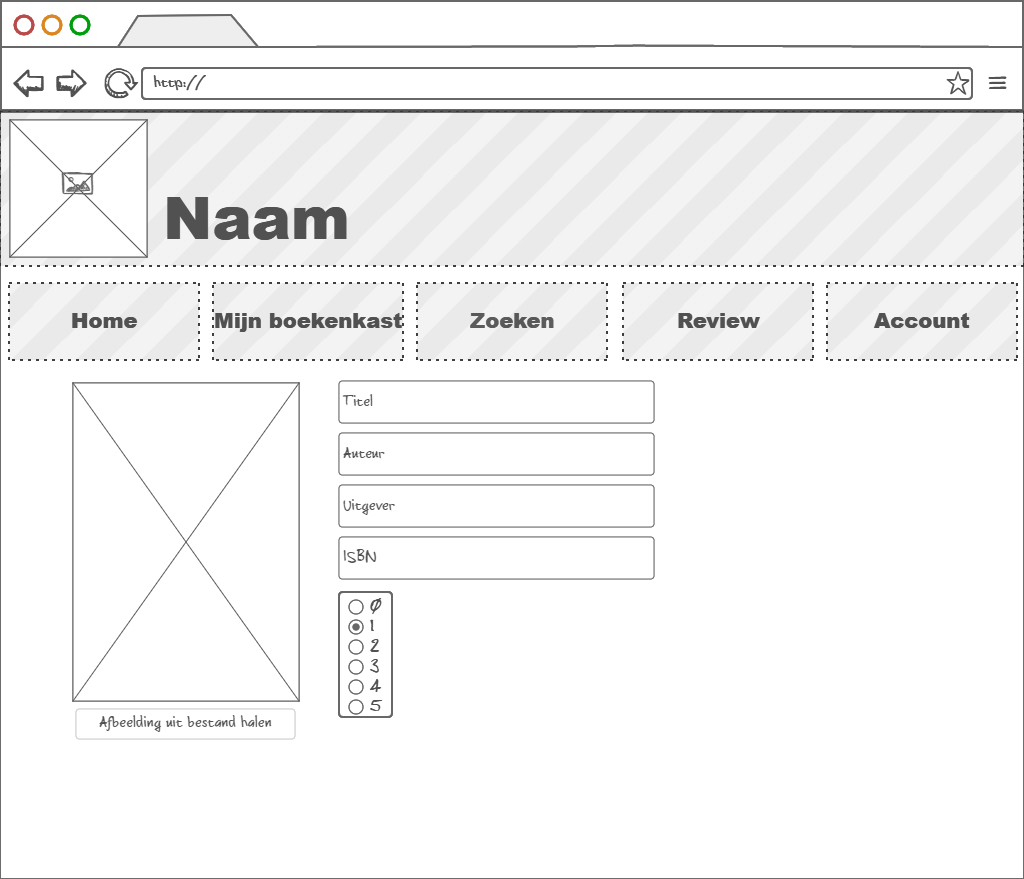 http://
Naam
Home
Mijn boekenkast
Zoeken
Review
Account
Titel
Auteur
Uitgever
ISBN
0
1
2
3
4
5
Afbeelding uit bestand halen